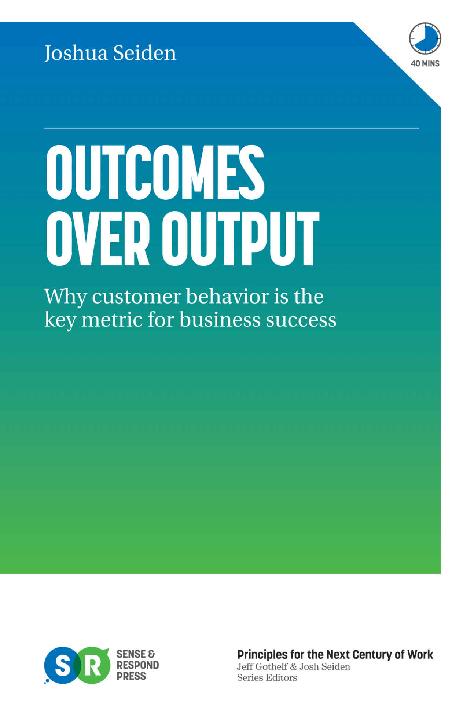 Joshua Seiden
40 MINS
OUTCOMES
OVER OUTPUT
Why customer behavior is the
key metric for business success
SR
SENSE &
RESPOND
PRESS
Principles for the Next Century of Work
Jeff Gothelf & Josh Seiden
Series Editors